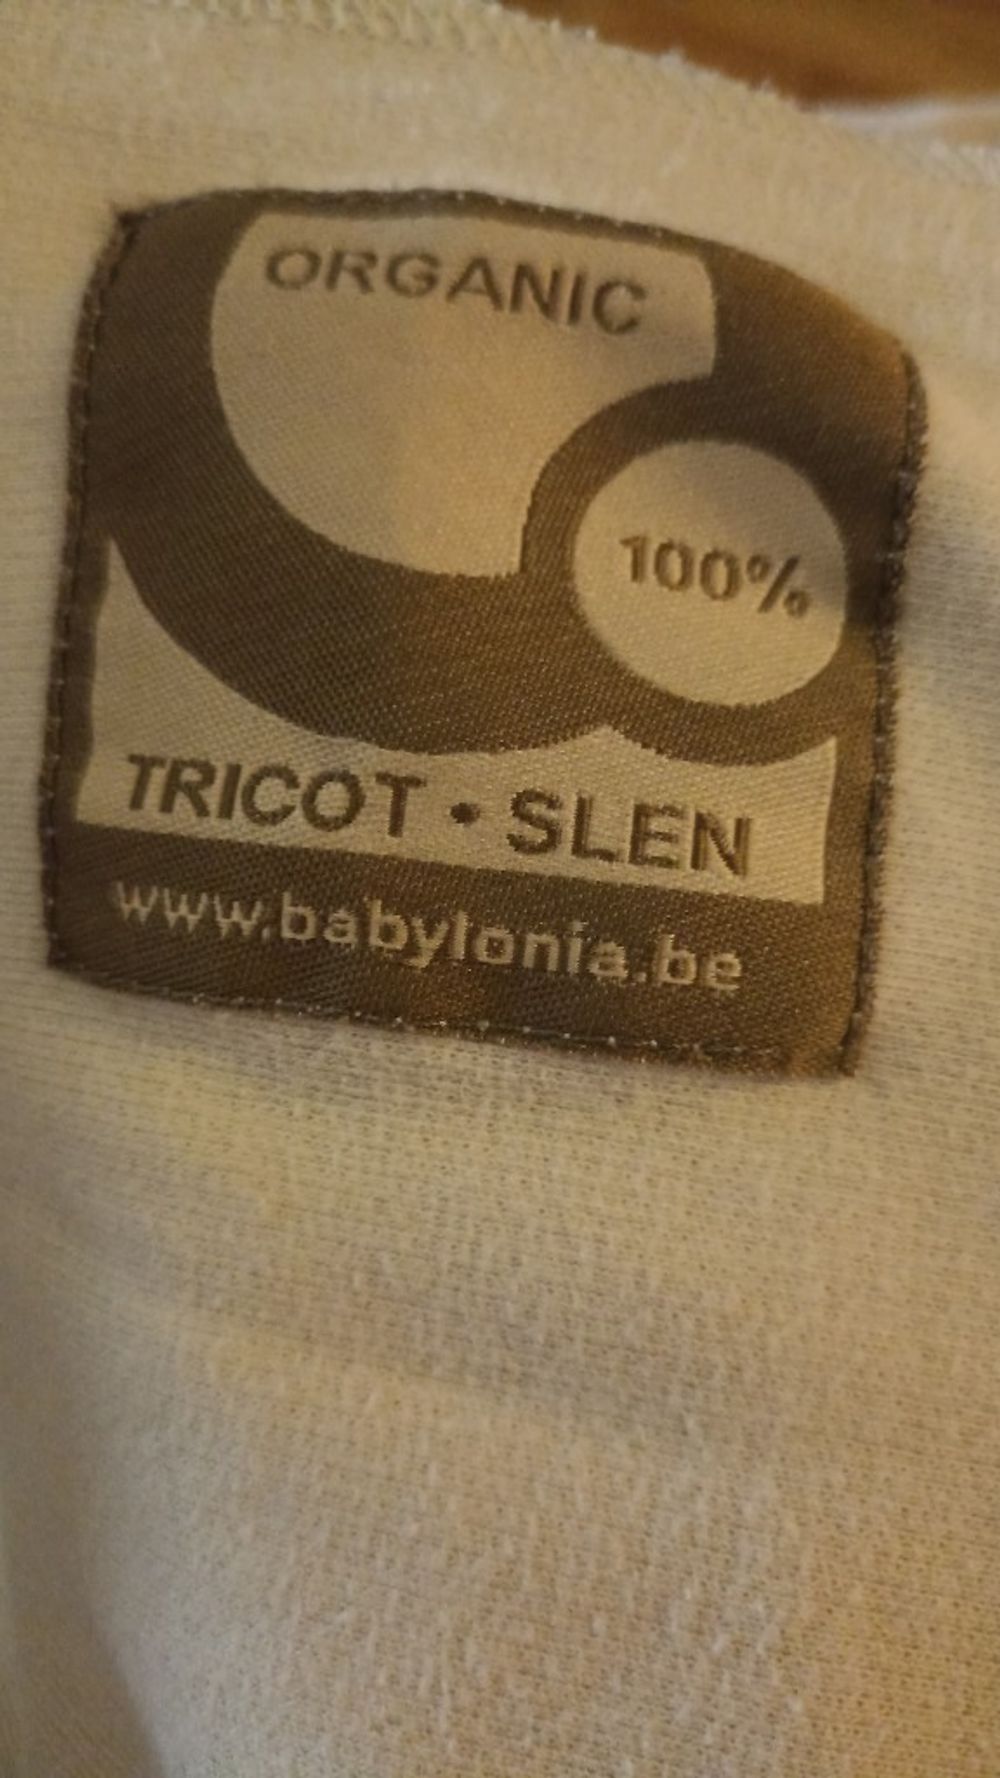 ORGANIC
100%
TRICOT • SLEN
www.babylonia.be